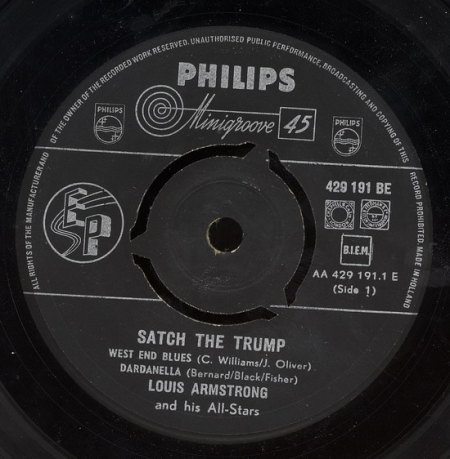 ALL RIGHTS OF THE MANUFACTURER AND OF THE OWNER OF THE RECORDED WORK RESERVED. UNAUTHORISED PUBLIC PERFORMANCE, BROADCASTING AND COPYING OF THIS RECORD PROHIBITED. MADE IN HOLLAND
PHILIPS
Minigroove 45
PHILIPS
PHILIPS
EP
429 191 BE
B.I.E.M.
AA 429 191.1 E
(Side 1)
SATCH THE TRUMP
WEST END BLUES (C. Williams/J. Oliver)
DARDANELLA (Bernard/Black/Fisher)
LOUIS ARMSTRONG
and his All-Stars